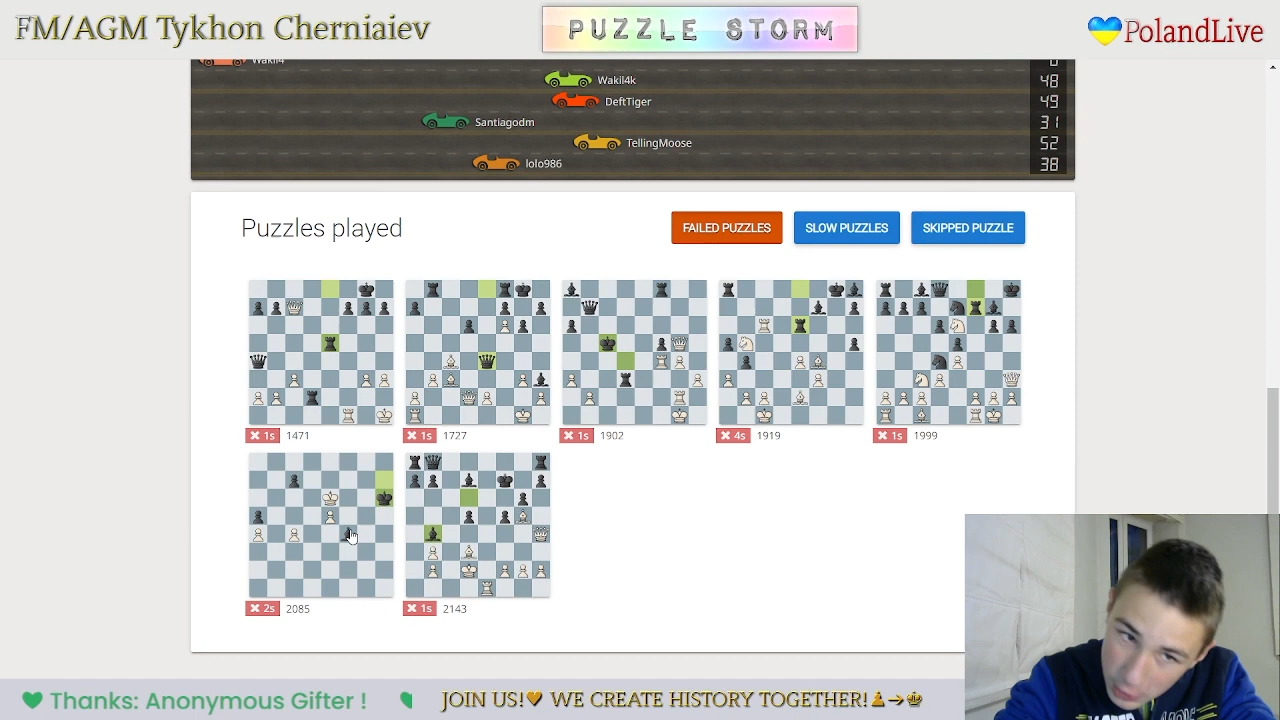 FM/AGM Tykhon Cherniaiev
PUZZLE STORM
PolandLive
Wakil4
Wakil4k
48
DeftTiger
49
Santiagodm
31
TellingMoose
52
lolo986
38
Puzzles played
FAILED PUZZLES
SLOW PUZZLES
SKIPPED PUZZLE
1s 1471
1s 1727
1s 1902
4s 1919
1s 1999
2s 2085
1s 2143
Thanks: Anonymous Gifter !
JOIN US! WE CREATE HISTORY TOGETHER!